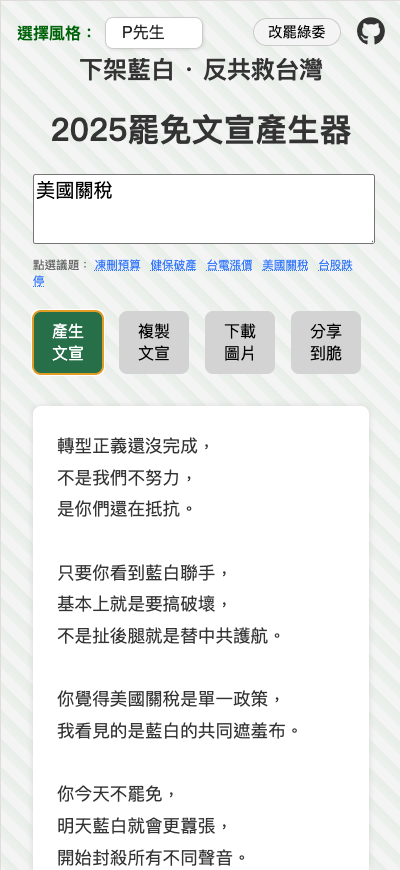 選擇風格：
P先生
改罷綠委
下架藍白 · 反共救台灣
2025罷免文宣產生器
美國關稅
點選議題： 凍刪預算 健保破產 台電漲價 美國關稅 台股跌
停
產生
文宣
複製
文宣
下載
圖片
分享
到脆
轉型正義還沒完成，
不是我們不努力，
是你們還在抵抗。
只要你看到藍白聯手，
基本上就是要搞破壞，
不是扯後腿就是替中共護航。
你覺得美國關稅是單一政策，
我看見的是藍白的共同遮羞布。
你今天不罷免，
明天藍白就會更囂張，
開始封殺所有不同聲音。